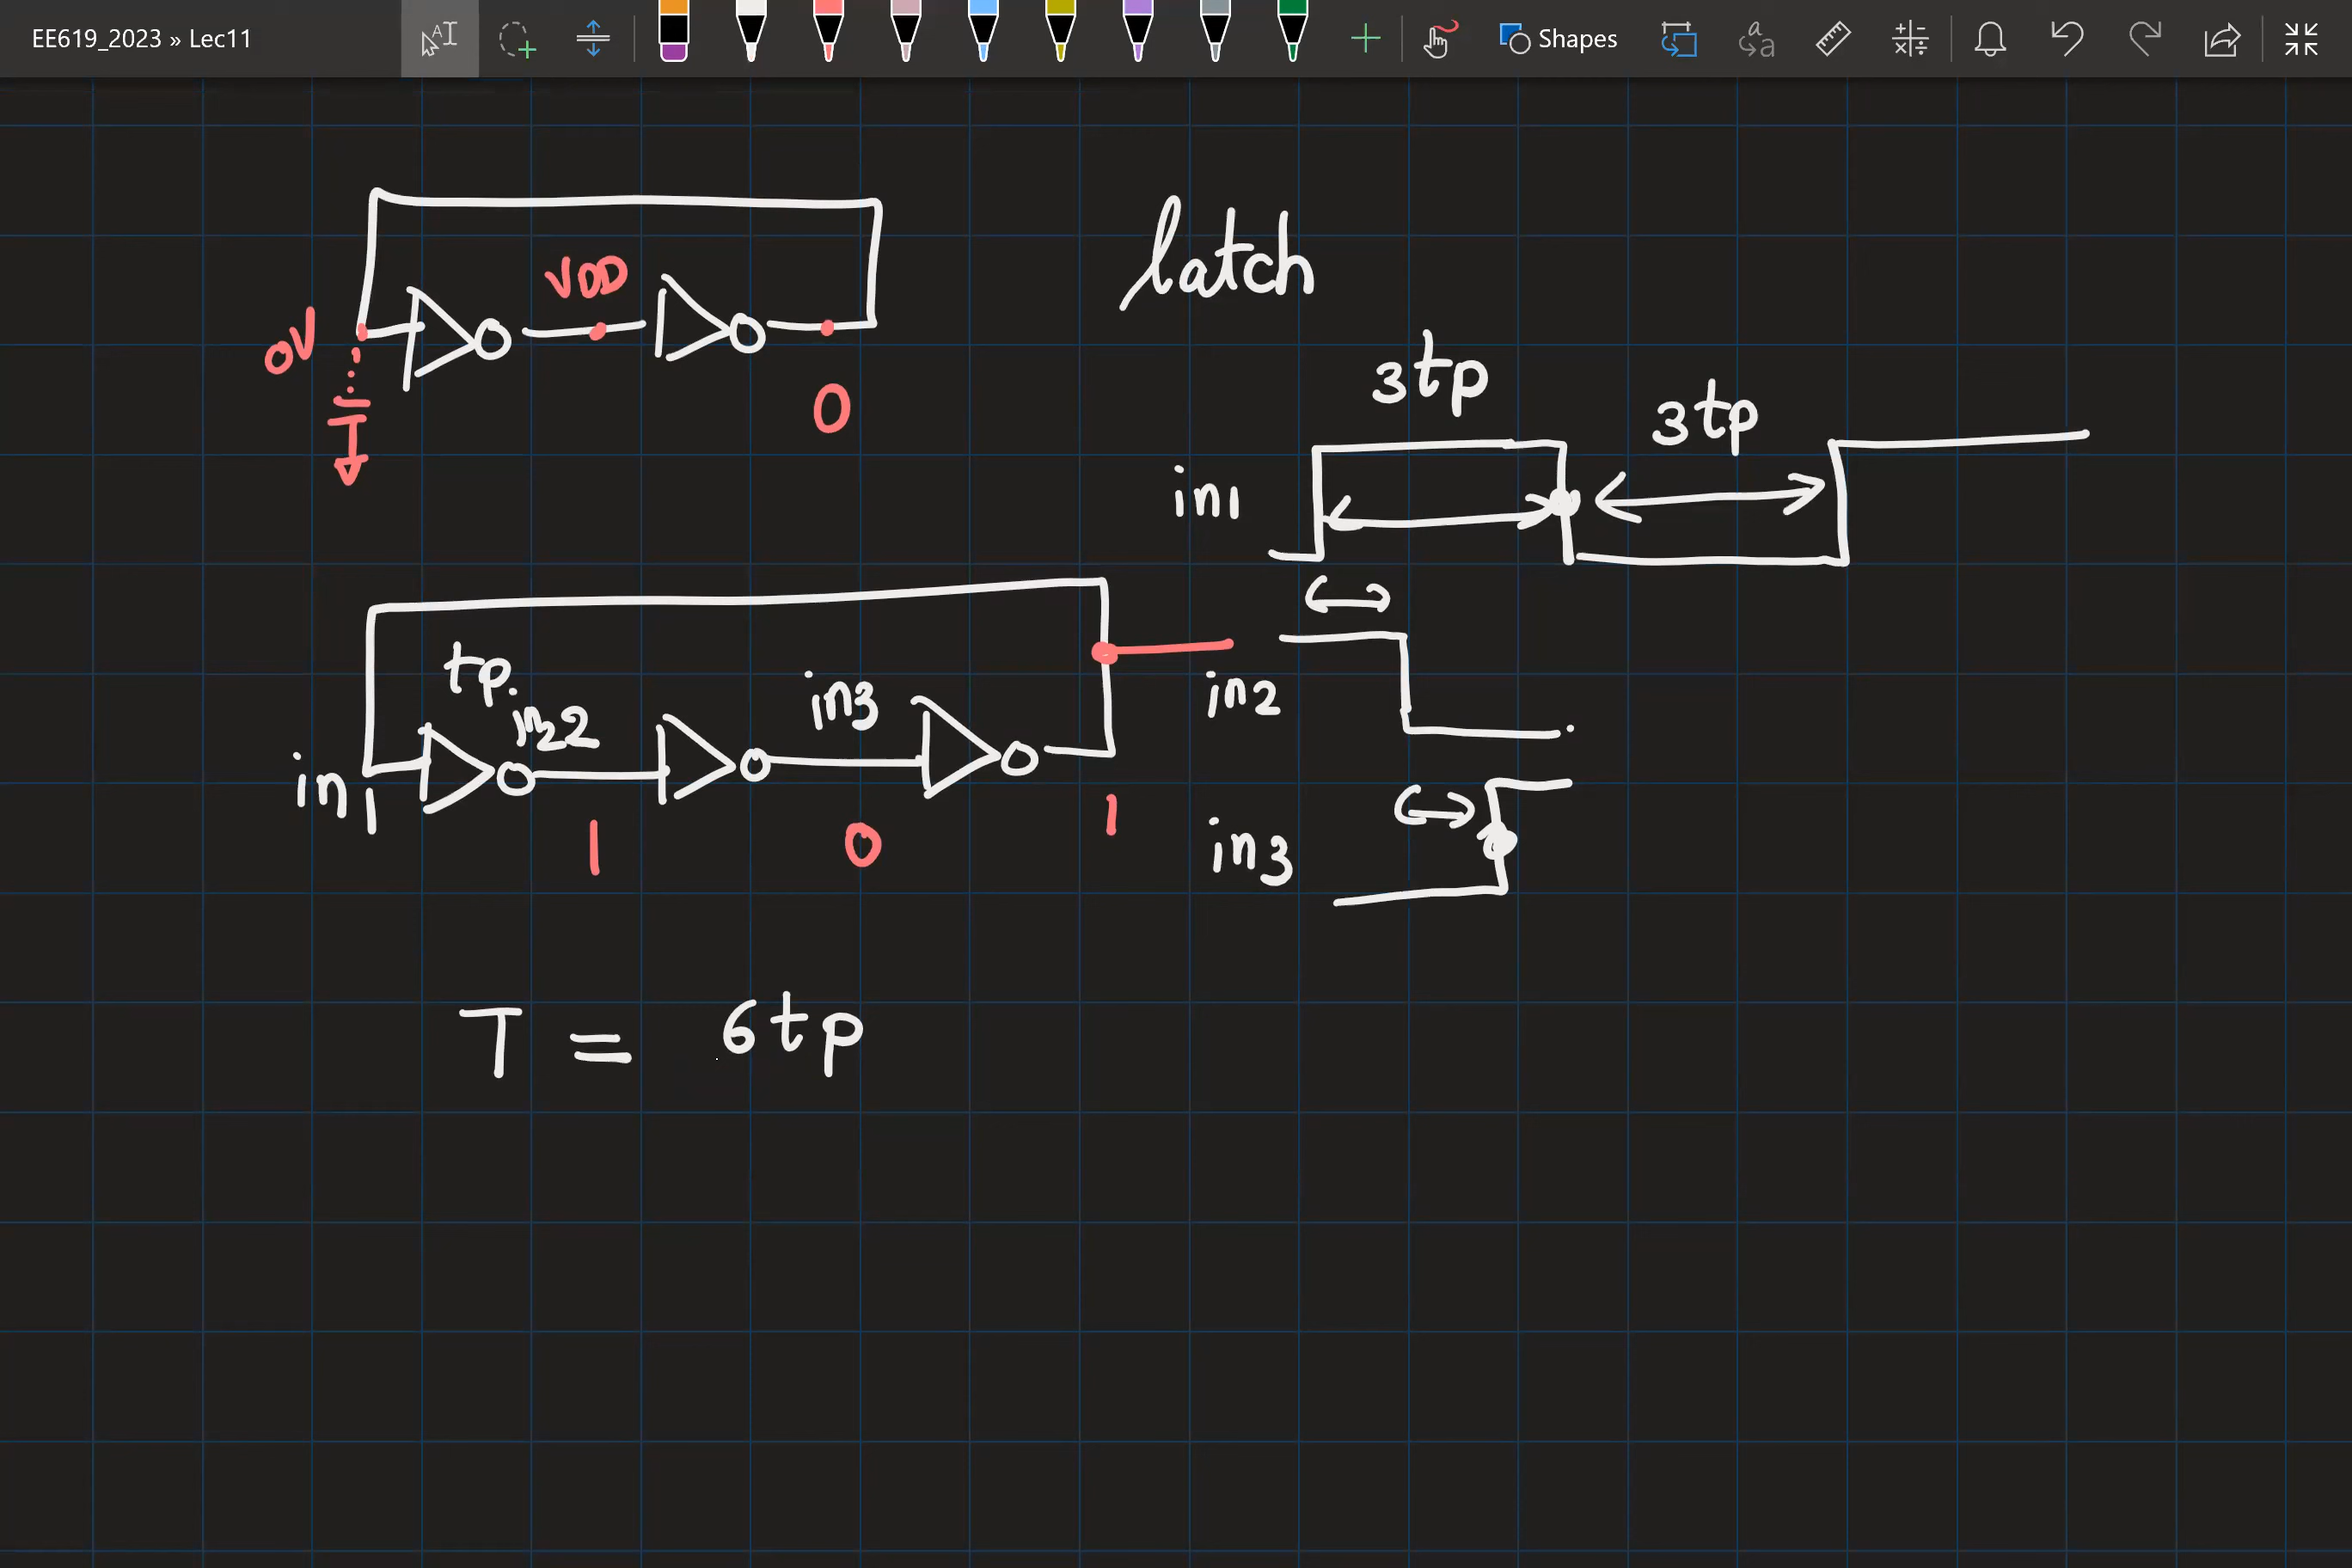 EE619_2023 » Lec11
Shapes
latch
VDD
0V
0
3tp
3tp
in1
tp
in2
in3
in1
1
0
1
in2
in3
T = 6tp